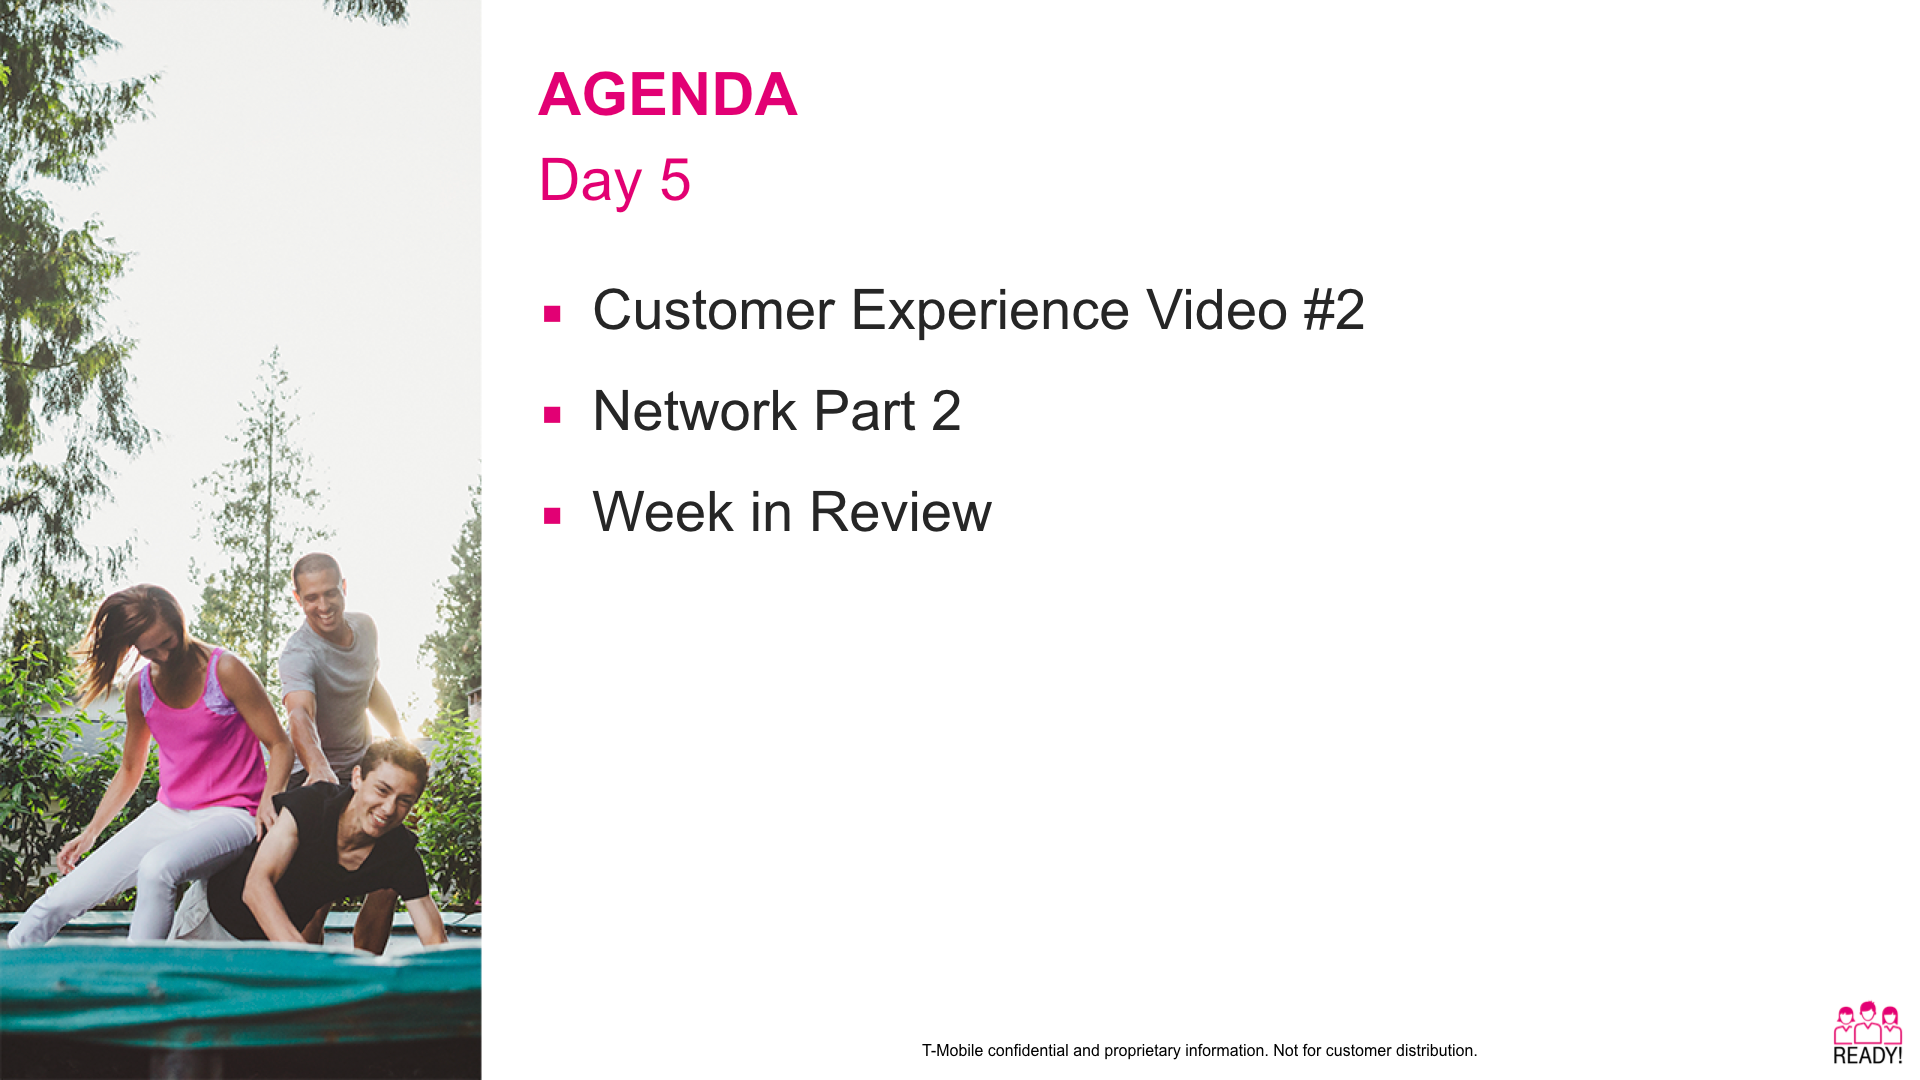 AGENDA
Day 5
Customer Experience Video #2
Network Part 2
Week in Review
T-Mobile confidential and proprietary information. Not for customer distribution.
READY!